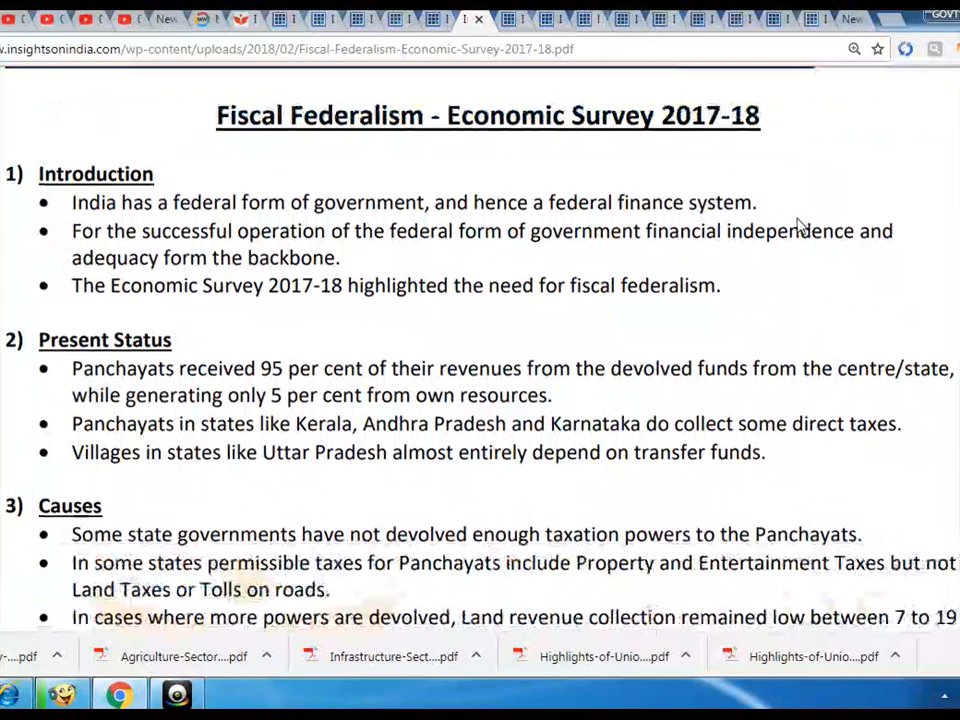 New
New
GOVT
w.insightsonindia.com/wp-content/uploads/2018/02/Fiscal-Federalism-Economic-Survey-2017-18.pdf
Fiscal Federalism - Economic Survey 2017-18
1) Introduction
• India has a federal form of government, and hence a federal finance system.
• For the successful operation of the federal form of government financial independence and
adequacy form the backbone.
• The Economic Survey 2017-18 highlighted the need for fiscal federalism.
2) Present Status
• Panchayats received 95 per cent of their revenues from the devolved funds from the centre/state,
while generating only 5 per cent from own resources.
• Panchayats in states like Kerala, Andhra Pradesh and Karnataka do collect some direct taxes.
• Villages in states like Uttar Pradesh almost entirely depend on transfer funds.
3) Causes
• Some state governments have not devolved enough taxation powers to the Panchayats.
• In some states permissible taxes for Panchayats include Property and Entertainment Taxes but not
Land Taxes or Tolls on roads.
• In cases where more powers are devolved, Land revenue collection remained low between 7 to 19
y-....pdf Agriculture-Sector....pdf Infrastructure-Sect....pdf Highlights-of-Unio....pdf Highlights-of-Unio....pdf